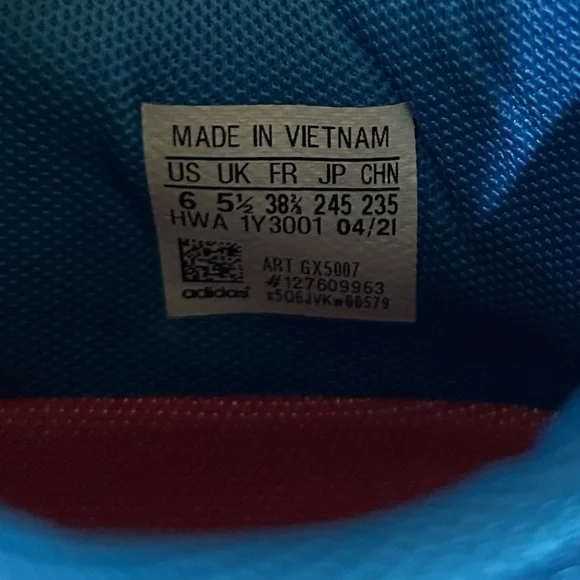 MADE IN VIETNAM
US UK FR JP CHN
6 5½ 38⅔ 245 235
HWA 1Y3001 04/21
ART GX5007
#127609963
adidas